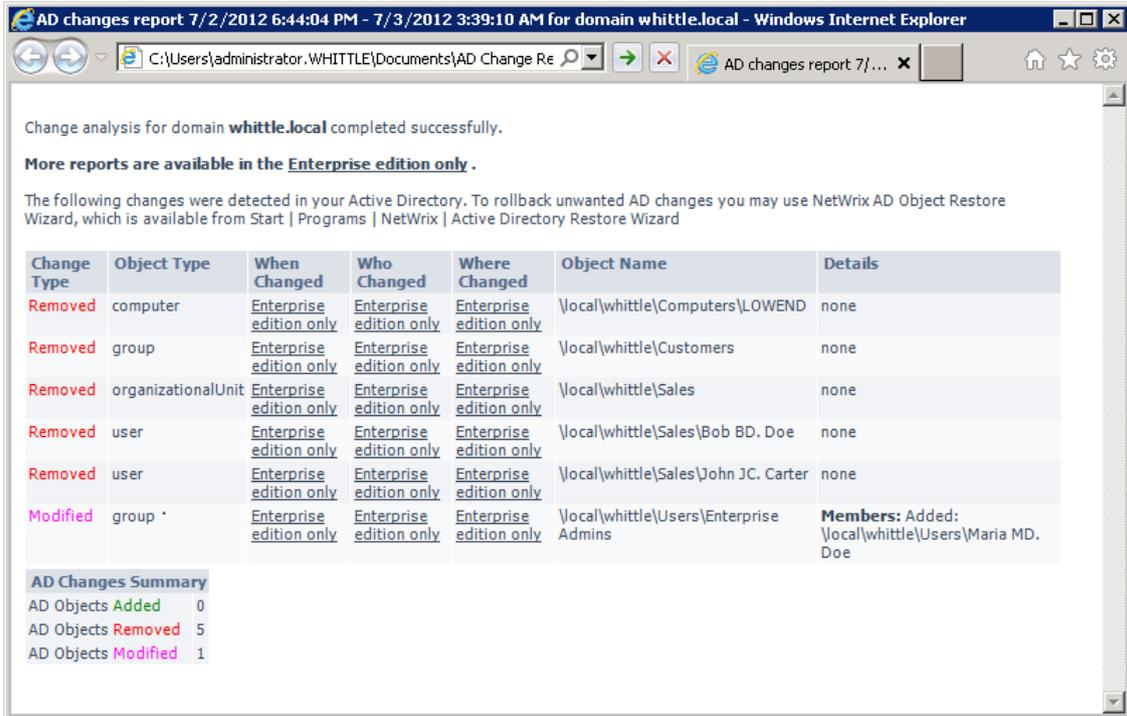 AD changes report 7/2/2012 6:44:04 PM - 7/3/2012 3:39:10 AM for domain whittle.local - Windows Internet Explorer
C:\Users\administrator.WHITTLE\Documents\AD Change Re
AD changes report 7/...
Change analysis for domain whittle.local completed successfully.
More reports are available in the Enterprise edition only .
The following changes were detected in your Active Directory. To rollback unwanted AD changes you may use NetWrix AD Object Restore
Wizard, which is available from Start | Programs | NetWrix | Active Directory Restore Wizard
Change Type Object Type When Changed Who Changed Where Changed Object Name Details
Removed computer Enterprise edition only Enterprise edition only Enterprise edition only \local\whittle\Computers\LOWEND none
Removed group Enterprise edition only Enterprise edition only Enterprise edition only \local\whittle\Customers none
Removed organizationalUnit Enterprise edition only Enterprise edition only Enterprise edition only \local\whittle\Sales none
Removed user Enterprise edition only Enterprise edition only Enterprise edition only \local\whittle\Sales\Bob BD. Doe none
Removed user Enterprise edition only Enterprise edition only Enterprise edition only \local\whittle\Sales\John JC. Carter none
Modified group Enterprise edition only Enterprise edition only Enterprise edition only \local\whittle\Users\Enterprise Admins Members: Added: \local\whittle\Users\Maria MD. Doe
AD Changes Summary
AD Objects Added 0
AD Objects Removed 5
AD Objects Modified 1